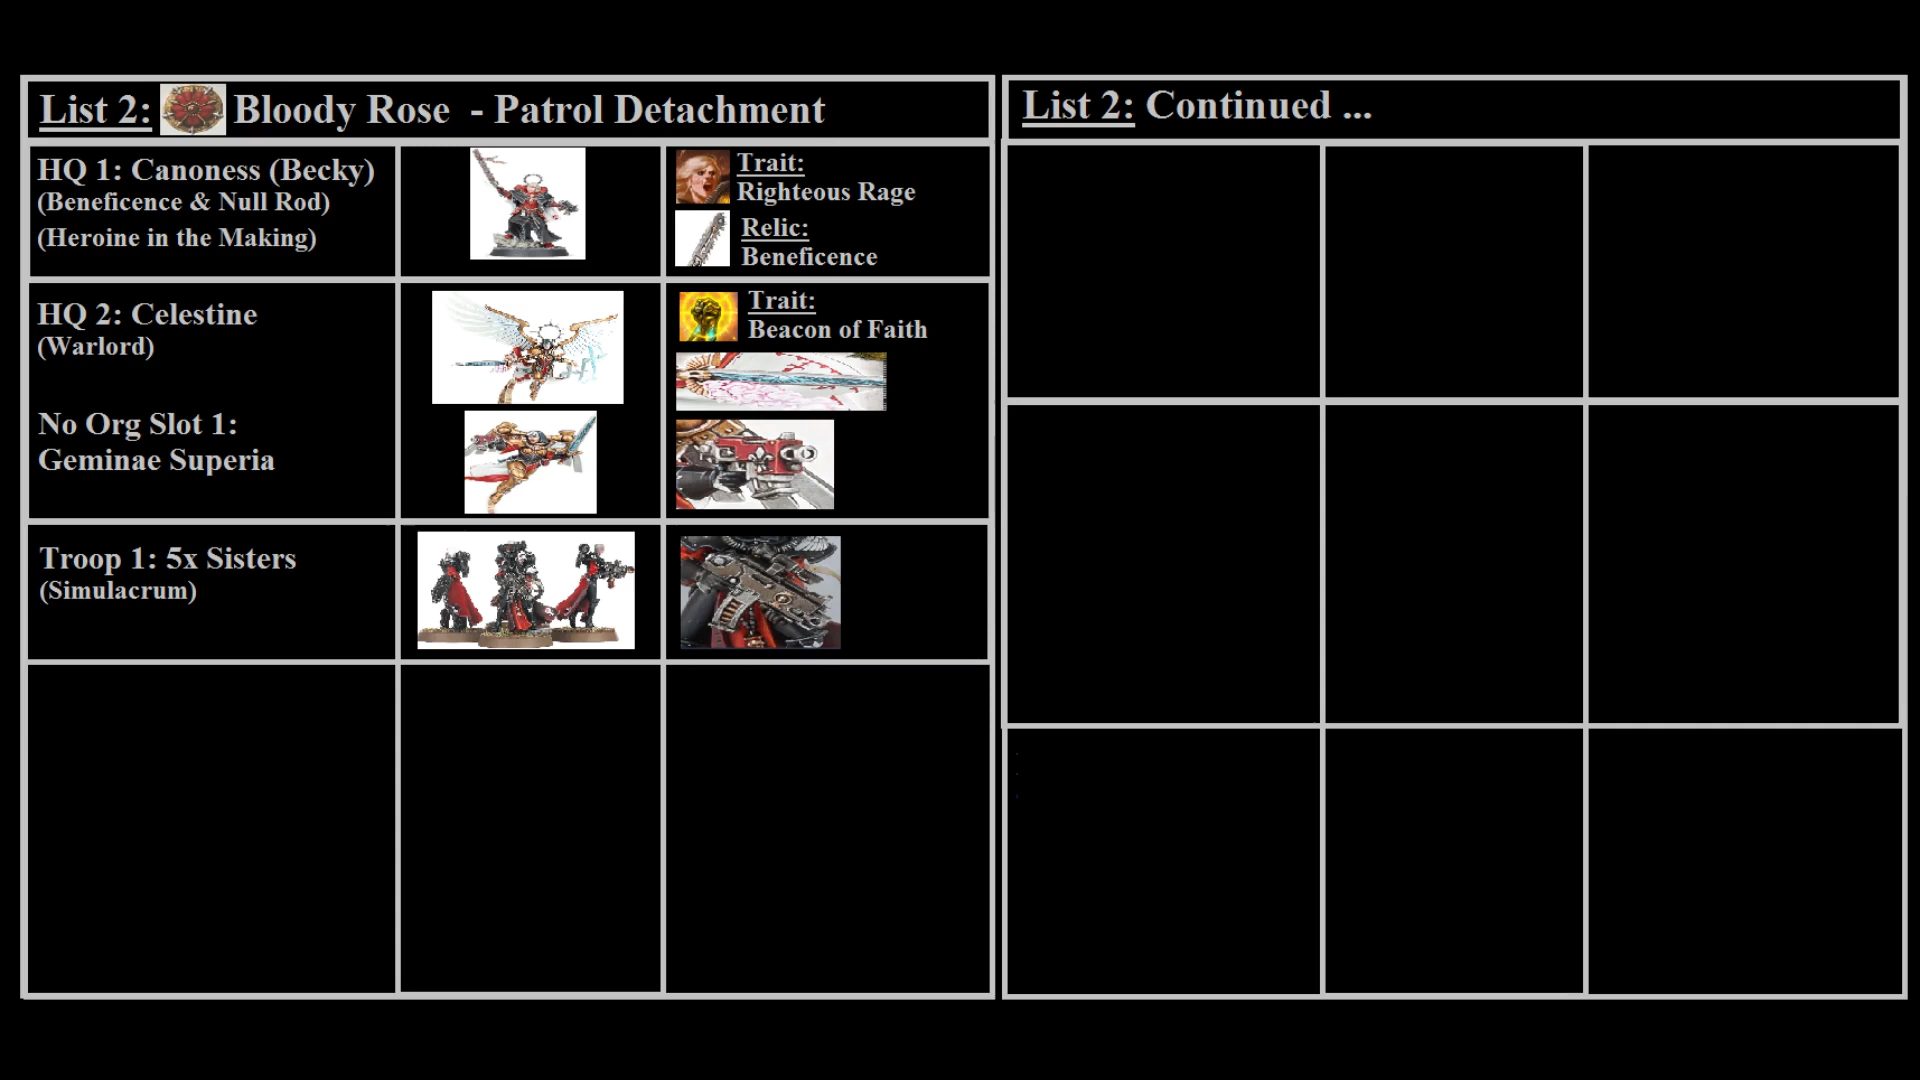 List 2: Bloody Rose - Patrol Detachment
HQ 1: Canoness (Becky)
(Beneficence & Null Rod)
(Heroine in the Making)
Trait:
Righteous Rage
Relic:
Beneficence
HQ 2: Celestine
(Warlord)
No Org Slot 1:
Geminae Superia
Trait:
Beacon of Faith
Troop 1: 5x Sisters
(Simulacrum)
List 2: Continued ...